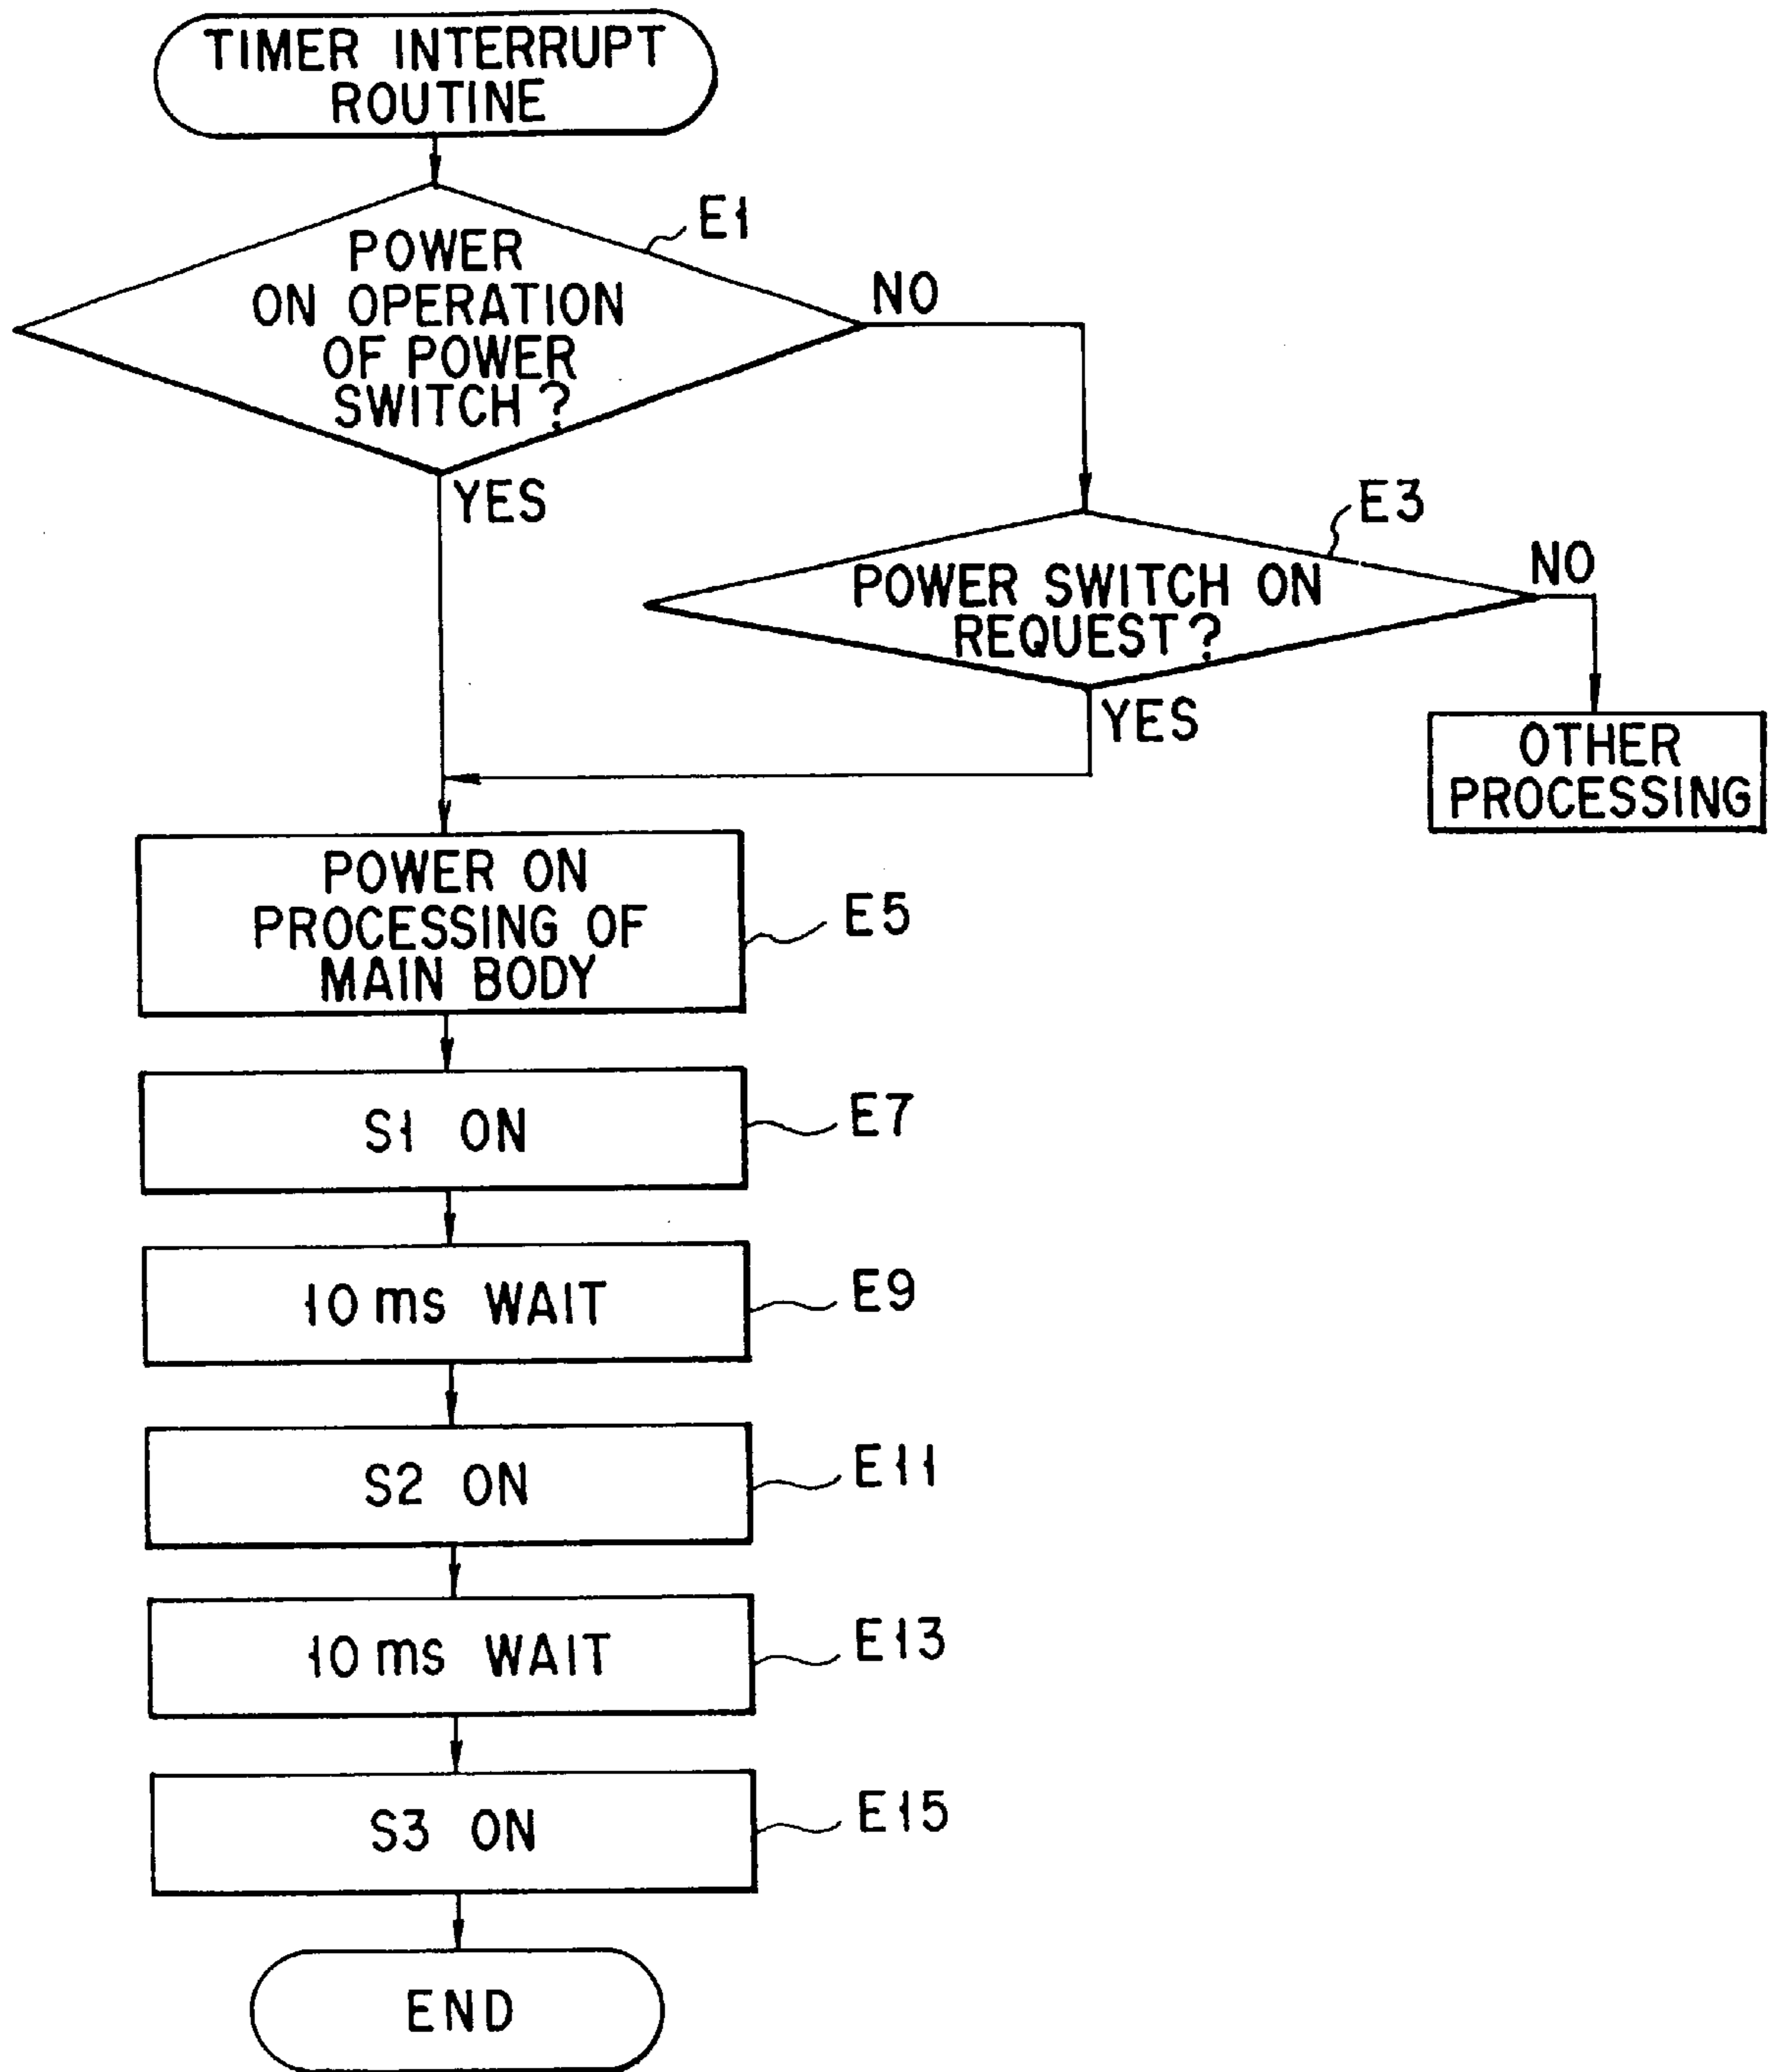 TIMER INTERRUPT
ROUTINE
E1
POWER
ON OPERATION
OF POWER
SWITCH?
NO
YES
E3
POWER SWITCH ON
REQUEST?
NO
YES
OTHER
PROCESSING
POWER ON
PROCESSING OF
MAIN BODY
E5
S1 ON
E7
10 ms WAIT
E9
S2 ON
E11
10 ms WAIT
E13
S3 ON
E15
END